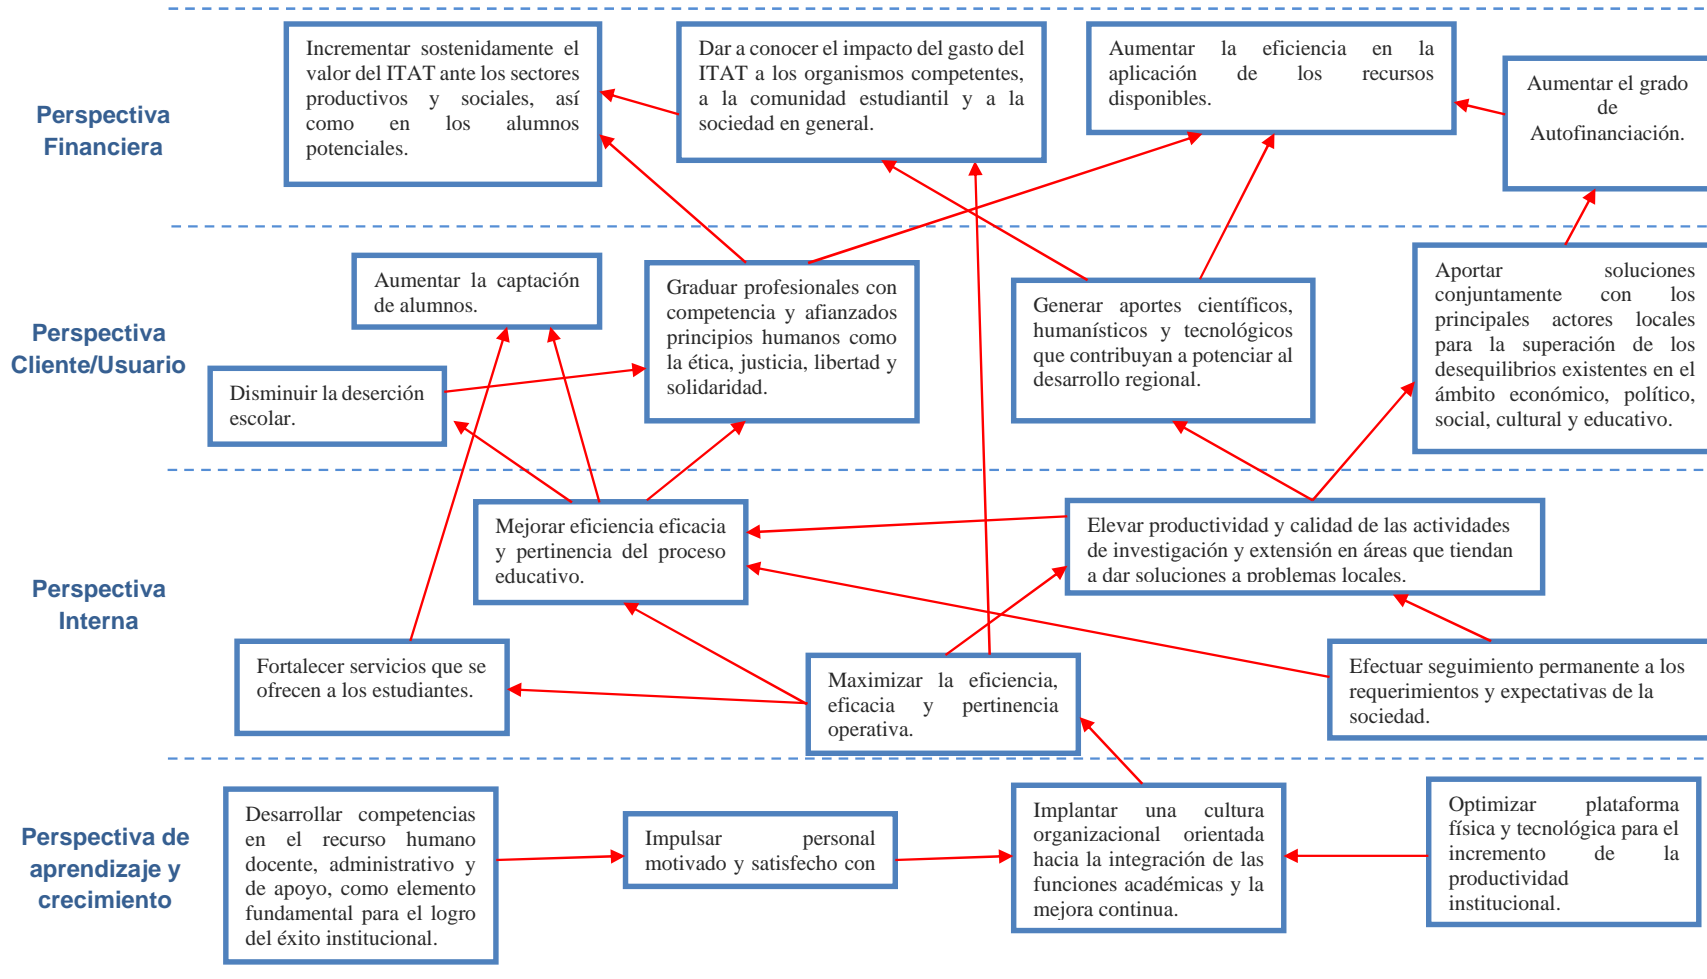 Perspectiva
Financiera
Incrementar sostenidamente el
valor del ITAT ante los sectores
productivos y sociales, así
como en los alumnos
potenciales.
Dar a conocer el impacto del gasto del
ITAT a los organismos competentes,
a la comunidad estudiantil y a la
sociedad en general.
Aumentar la eficiencia en la
aplicación de los recursos
disponibles.
Aumentar el grado
de
Autofinanciación.
Perspectiva
Cliente/Usuario
Aumentar la captación
de alumnos.
Disminuir la deserción
escolar.
Graduar profesionales con
competencia y afianzados
principios humanos como
la ética, justicia, libertad y
solidaridad.
Generar aportes científicos,
humanísticos y tecnológicos
que contribuyan a potenciar al
desarrollo regional.
Aportar soluciones
conjuntamente con los
principales actores locales
para la superación de los
desequilibrios existentes en el
ámbito económico, político,
social, cultural y educativo.
Perspectiva
Interna
Mejorar eficiencia eficacia
y pertinencia del proceso
educativo.
Elevar productividad y calidad de las actividades
de investigación y extensión en áreas que tiendan
a dar soluciones a problemas locales.
Fortalecer servicios que se
ofrecen a los estudiantes.
Maximizar la eficiencia,
eficacia y pertinencia
operativa.
Efectuar seguimiento permanente a los
requerimientos y expectativas de la
sociedad.
Perspectiva de
aprendizaje y
crecimiento
Desarrollar competencias
en el recurso humano
docente, administrativo y
de apoyo, como elemento
fundamental para el logro
del éxito institucional.
Impulsar personal
motivado y satisfecho con
Implantar una cultura
organizacional orientada
hacia la integración de las
funciones académicas y la
mejora continua.
Optimizar plataforma
física y tecnológica para el
incremento de la
productividad
institucional.